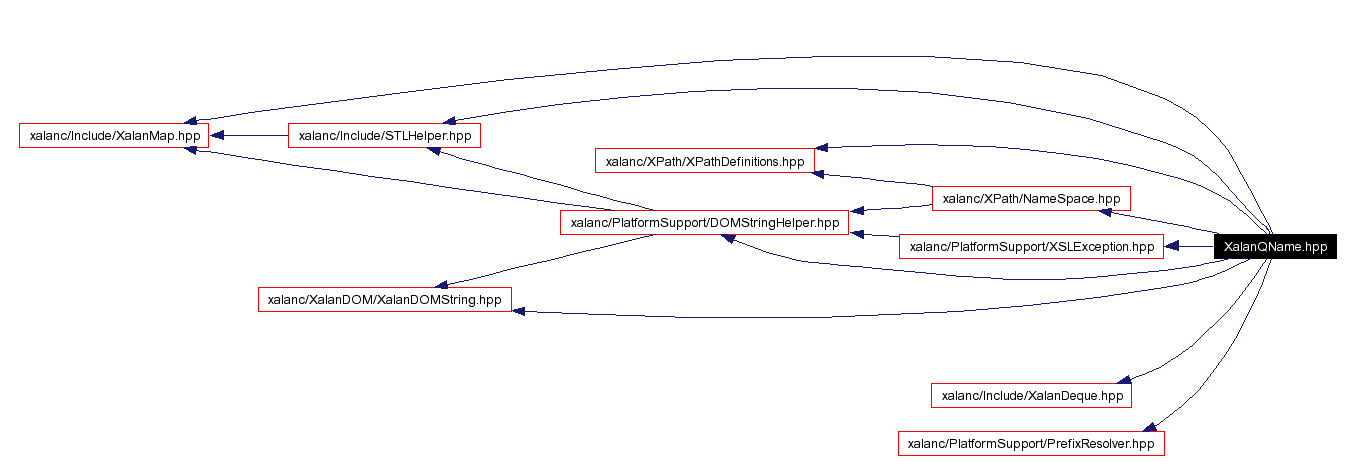 xalanc/Include/XalanMap.hpp
xalanc/Include/STLHelper.hpp
xalanc/XPath/XPathDefinitions.hpp
xalanc/XPath/NameSpace.hpp
xalanc/PlatformSupport/DOMStringHelper.hpp
xalanc/PlatformSupport/XSLException.hpp
XalanQName.hpp
xalanc/XalanDOM/XalanDOMString.hpp
xalanc/Include/XalanDeque.hpp
xalanc/PlatformSupport/PrefixResolver.hpp